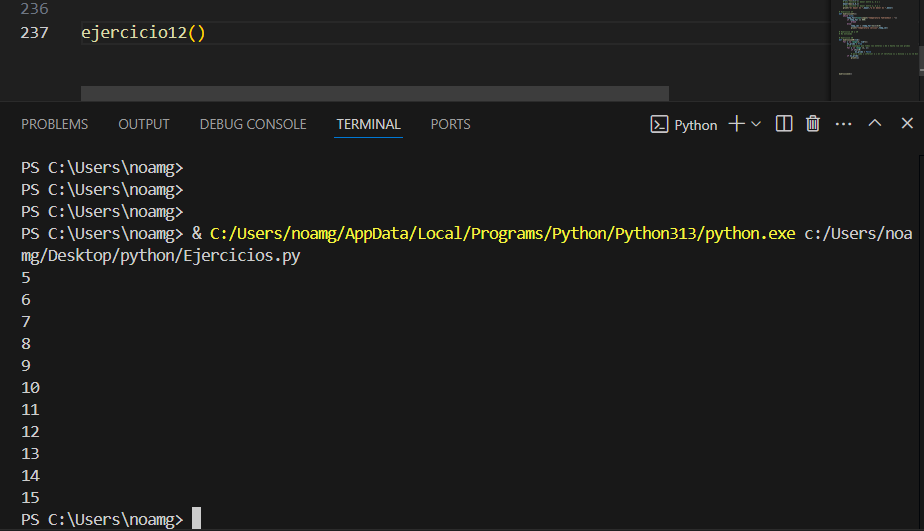 236
237 ejercicio12()
PROBLEMS OUTPUT DEBUG CONSOLE TERMINAL PORTS Python
PS C:\Users\noamg>
PS C:\Users\noamg>
PS C:\Users\noamg>
PS C:\Users\noamg> & C:/Users/noamg/AppData/Local/Programs/Python/Python313/python.exe c:/Users/noa
mg/Desktop/python/Ejercicios.py
5
6
7
8
9
10
11
12
13
14
15
PS C:\Users\noamg>